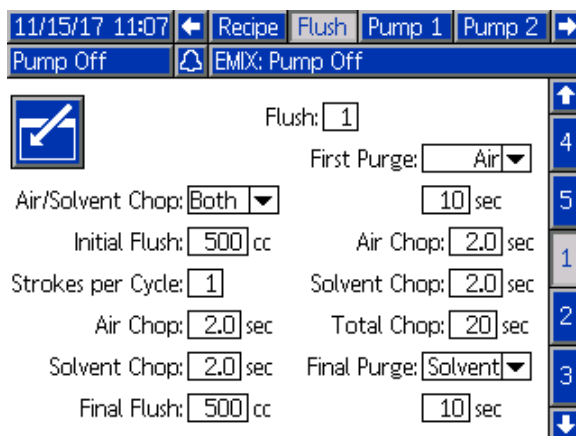 11/15/17 11:07 Recipe Flush Pump 1 Pump 2
Pump Off EMIX: Pump Off
Flush: 1
First Purge: Air
Air/Solvent Chop: Both 10 sec
Initial Flush: 500 cc Air Chop: 2.0 sec
Strokes per Cycle: 1 Solvent Chop: 2.0 sec
Air Chop: 2.0 sec Total Chop: 20 sec
Solvent Chop: 2.0 sec Final Purge: Solvent
Final Flush: 500 cc 10 sec
4
5
1
2
3